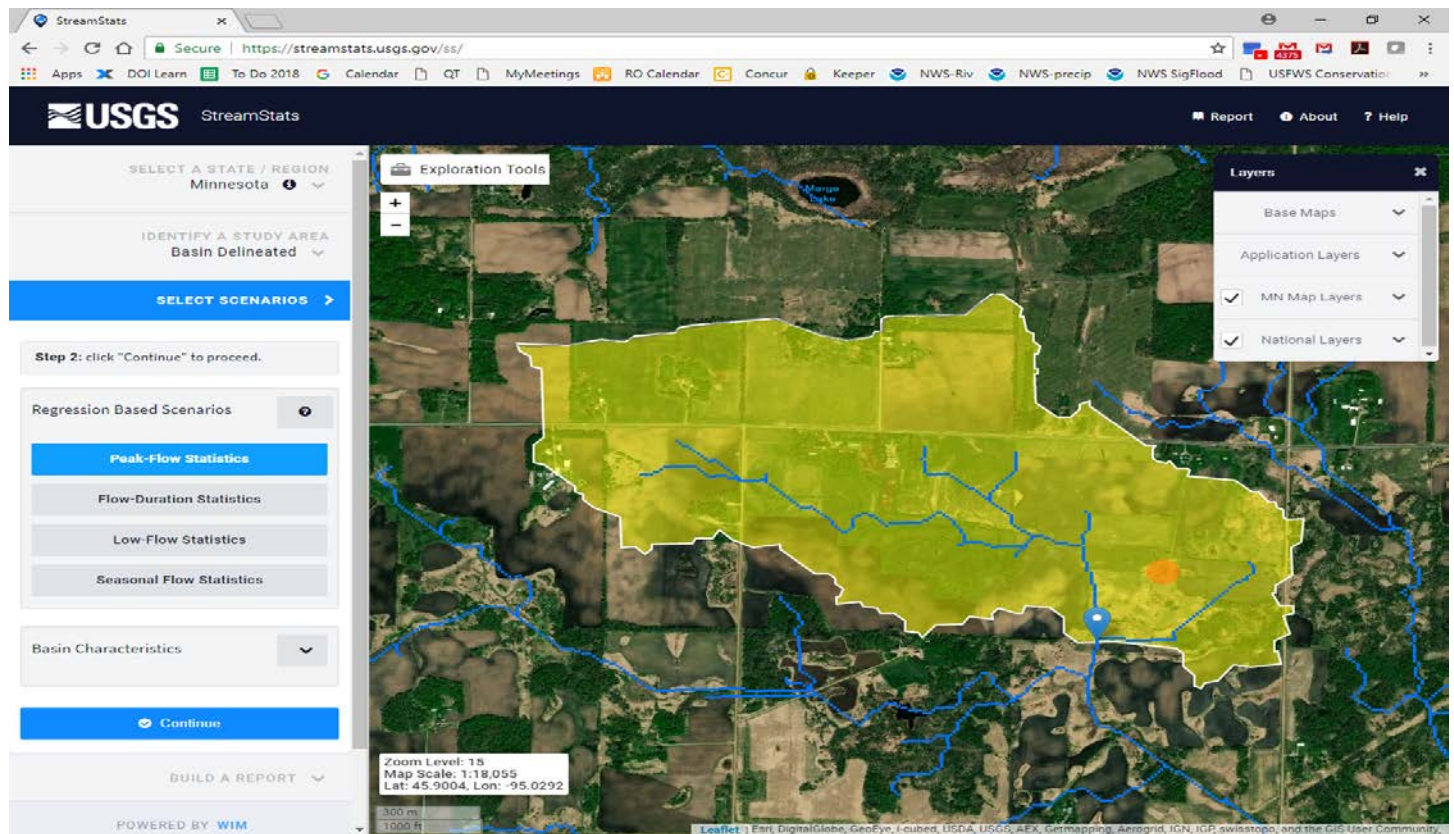 StreamStats
Secure | https://streamstats.usgs.gov/ss/
4375
Apps DOI Learn To Do 2018 Calendar QT MyMeetings RO Calendar Concur Keeper NWS-Riv NWS-precip NWS SigFlood USFWS Conservation »
USGS StreamStats
Report About ? Help
SELECT A STATE / REGION
Minnesota
IDENTIFY A STUDY AREA
Basin Delineated
SELECT SCENARIOS
Step 2: click "Continue" to proceed.
Regression Based Scenarios
Peak-Flow Statistics
Flow-Duration Statistics
Low-Flow Statistics
Seasonal Flow Statistics
Basin Characteristics
Continue
BUILD A REPORT
POWERED BY WIM
Exploration Tools
+
−
Marge
Lake
Layers
Base Maps
Application Layers
MN Map Layers
National Layers
Zoom Level: 15
Map Scale: 1:18,055
Lat: 45.9004, Lon: -95.0292
300 m
1000 ft
Leaflet | Esri, DigitalGlobe, GeoEye, i-cubed, USDA, USGS, AEX, Getmapping, Aerogrid, IGN, IGP, swisstopo, and the GIS User Community